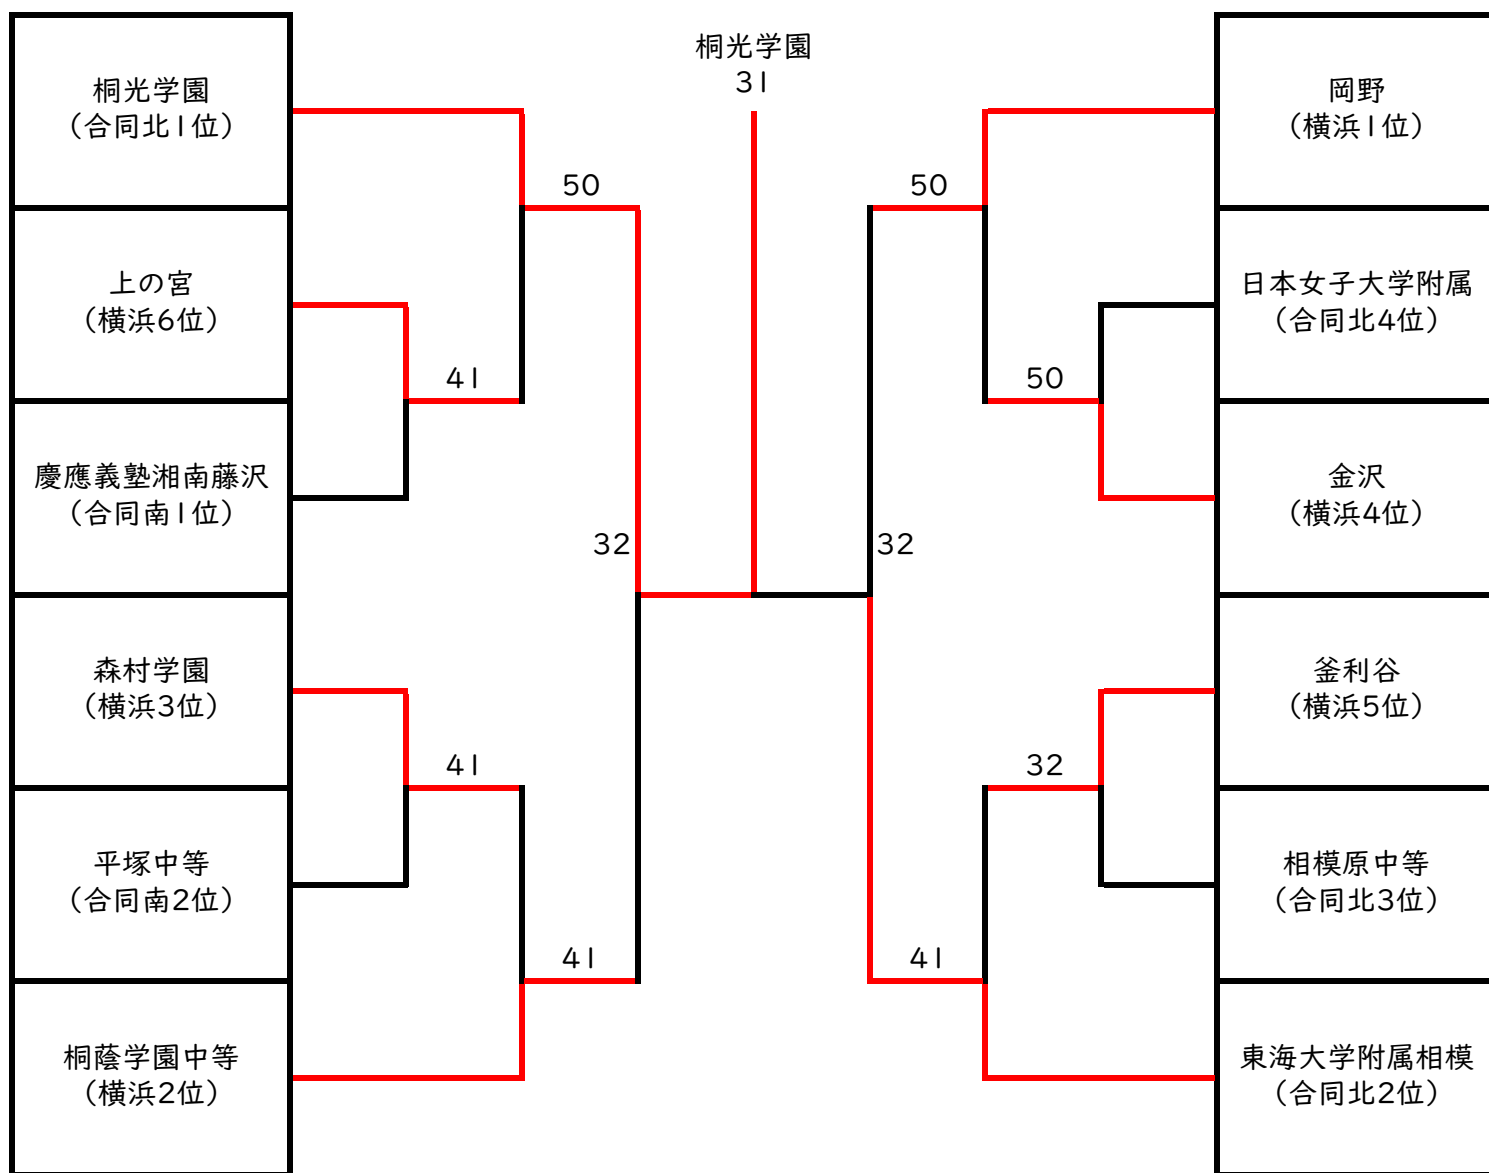 桐光学園
31
桐光学園
(合同北1位)
上の宮
(横浜6位)
慶應義塾湘南藤沢
(合同南1位)
森村学園
(横浜3位)
平塚中等
(合同南2位)
桐蔭学園中等
(横浜2位)
50
41
32
41
41
50
50
32
32
41
岡野
(横浜1位)
日本女子大学附属
(合同北4位)
金沢
(横浜4位)
釜利谷
(横浜5位)
相模原中等
(合同北3位)
東海大学附属相模
(合同北2位)